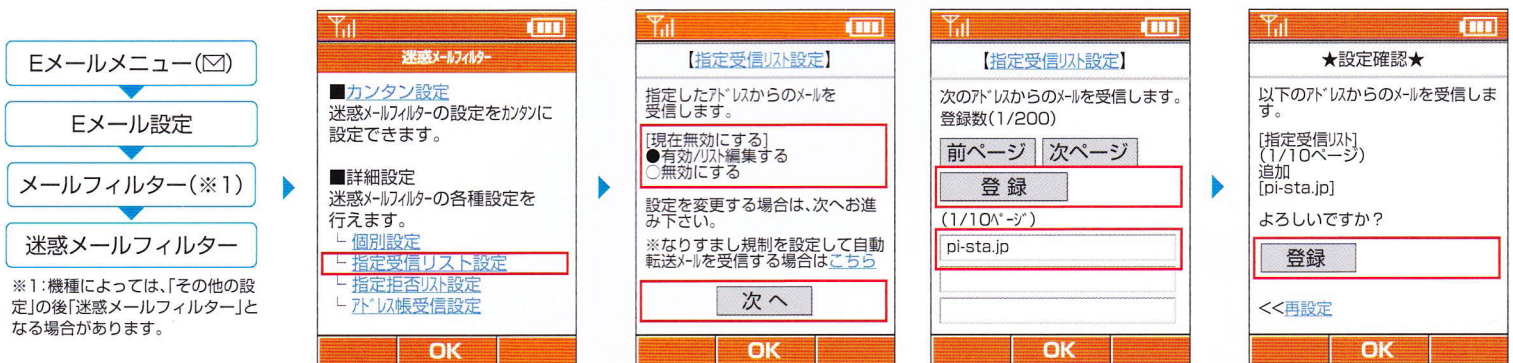 Eメールメニュー(✉)
Eメール設定
メールフィルター(※1)
迷惑メールフィルター
※1:機種によっては、「その他の設
定」の後「迷惑メールフィルター」と
なる場合があります。
迷惑メールフィルター
■カンタン設定
迷惑メールフィルターの設定をカンタンに
設定できます。
■詳細設定
迷惑メールフィルターの各種設定を
行えます。
└ 個別設定
└ 指定受信リスト設定
└ 指定拒否リスト設定
└ アドレス帳受信設定
OK
【指定受信リスト設定】
指定したアドレスからのメールを
受信します。
[現在無効にする]
●有効/リスト編集する
○無効にする
設定を変更する場合は、次へお進
み下さい。
※なりすまし規制を設定して自動
転送メールを受信する場合はこちら
次 へ
OK
【指定受信リスト設定】
次のアドレスからのメールを受信します。
登録数(1/200)
前ページ 次ページ
登 録
(1/10ページ)
pi-sta.jp
OK
★設定確認★
以下のアドレスからのメールを受信しま
す。
[指定受信リスト]
(1/10ページ)
追加
[pi-sta.jp]
よろしいですか?
登録
<<再設定
OK